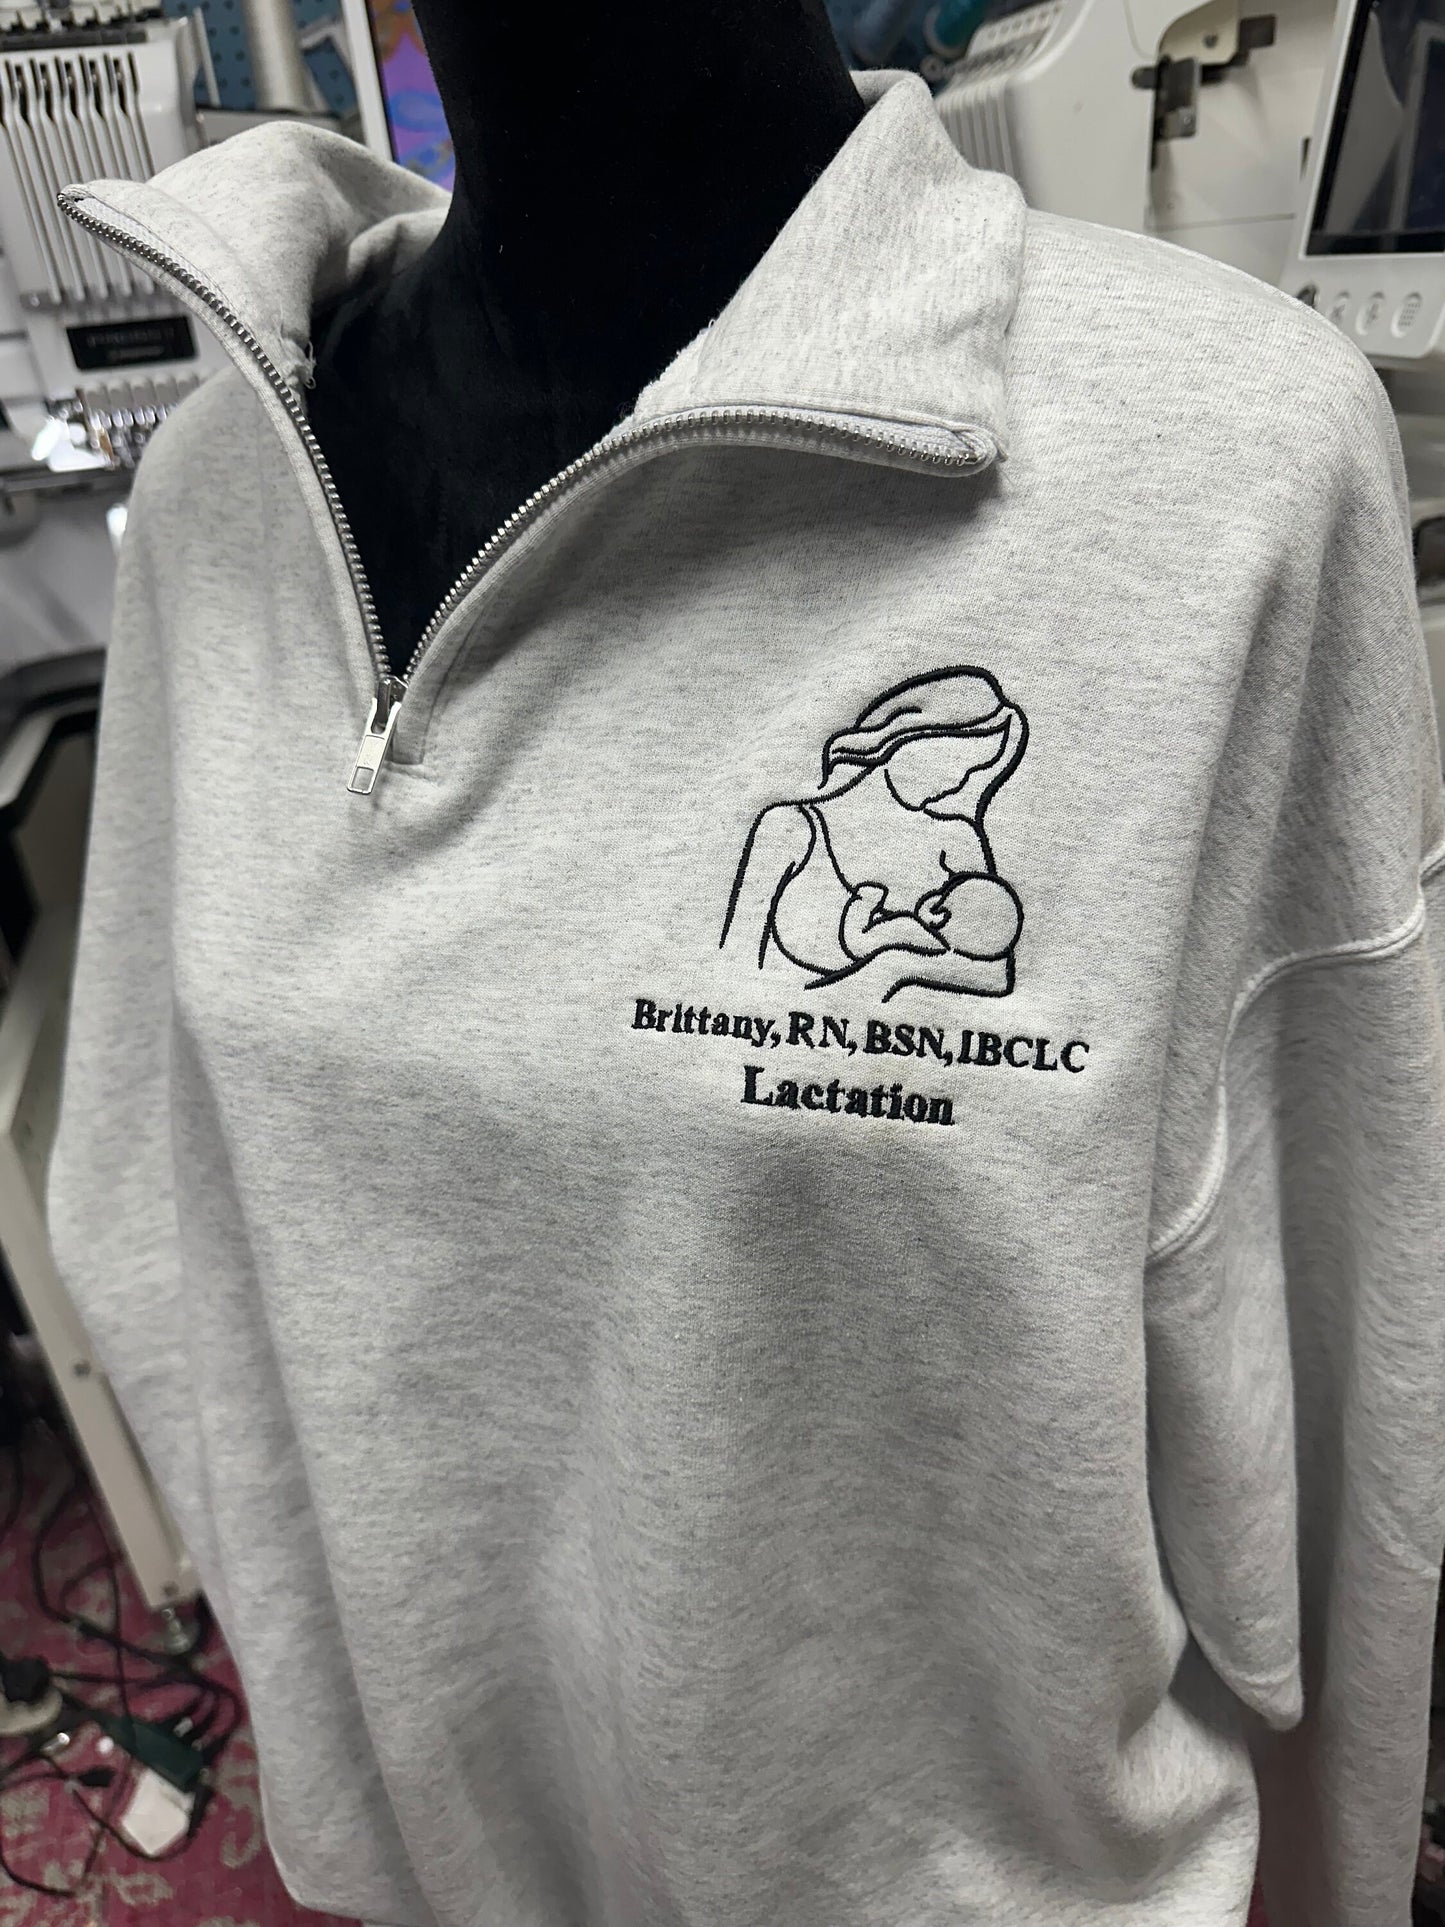 Brittany, RN, BSN, IBCLC
Lactation